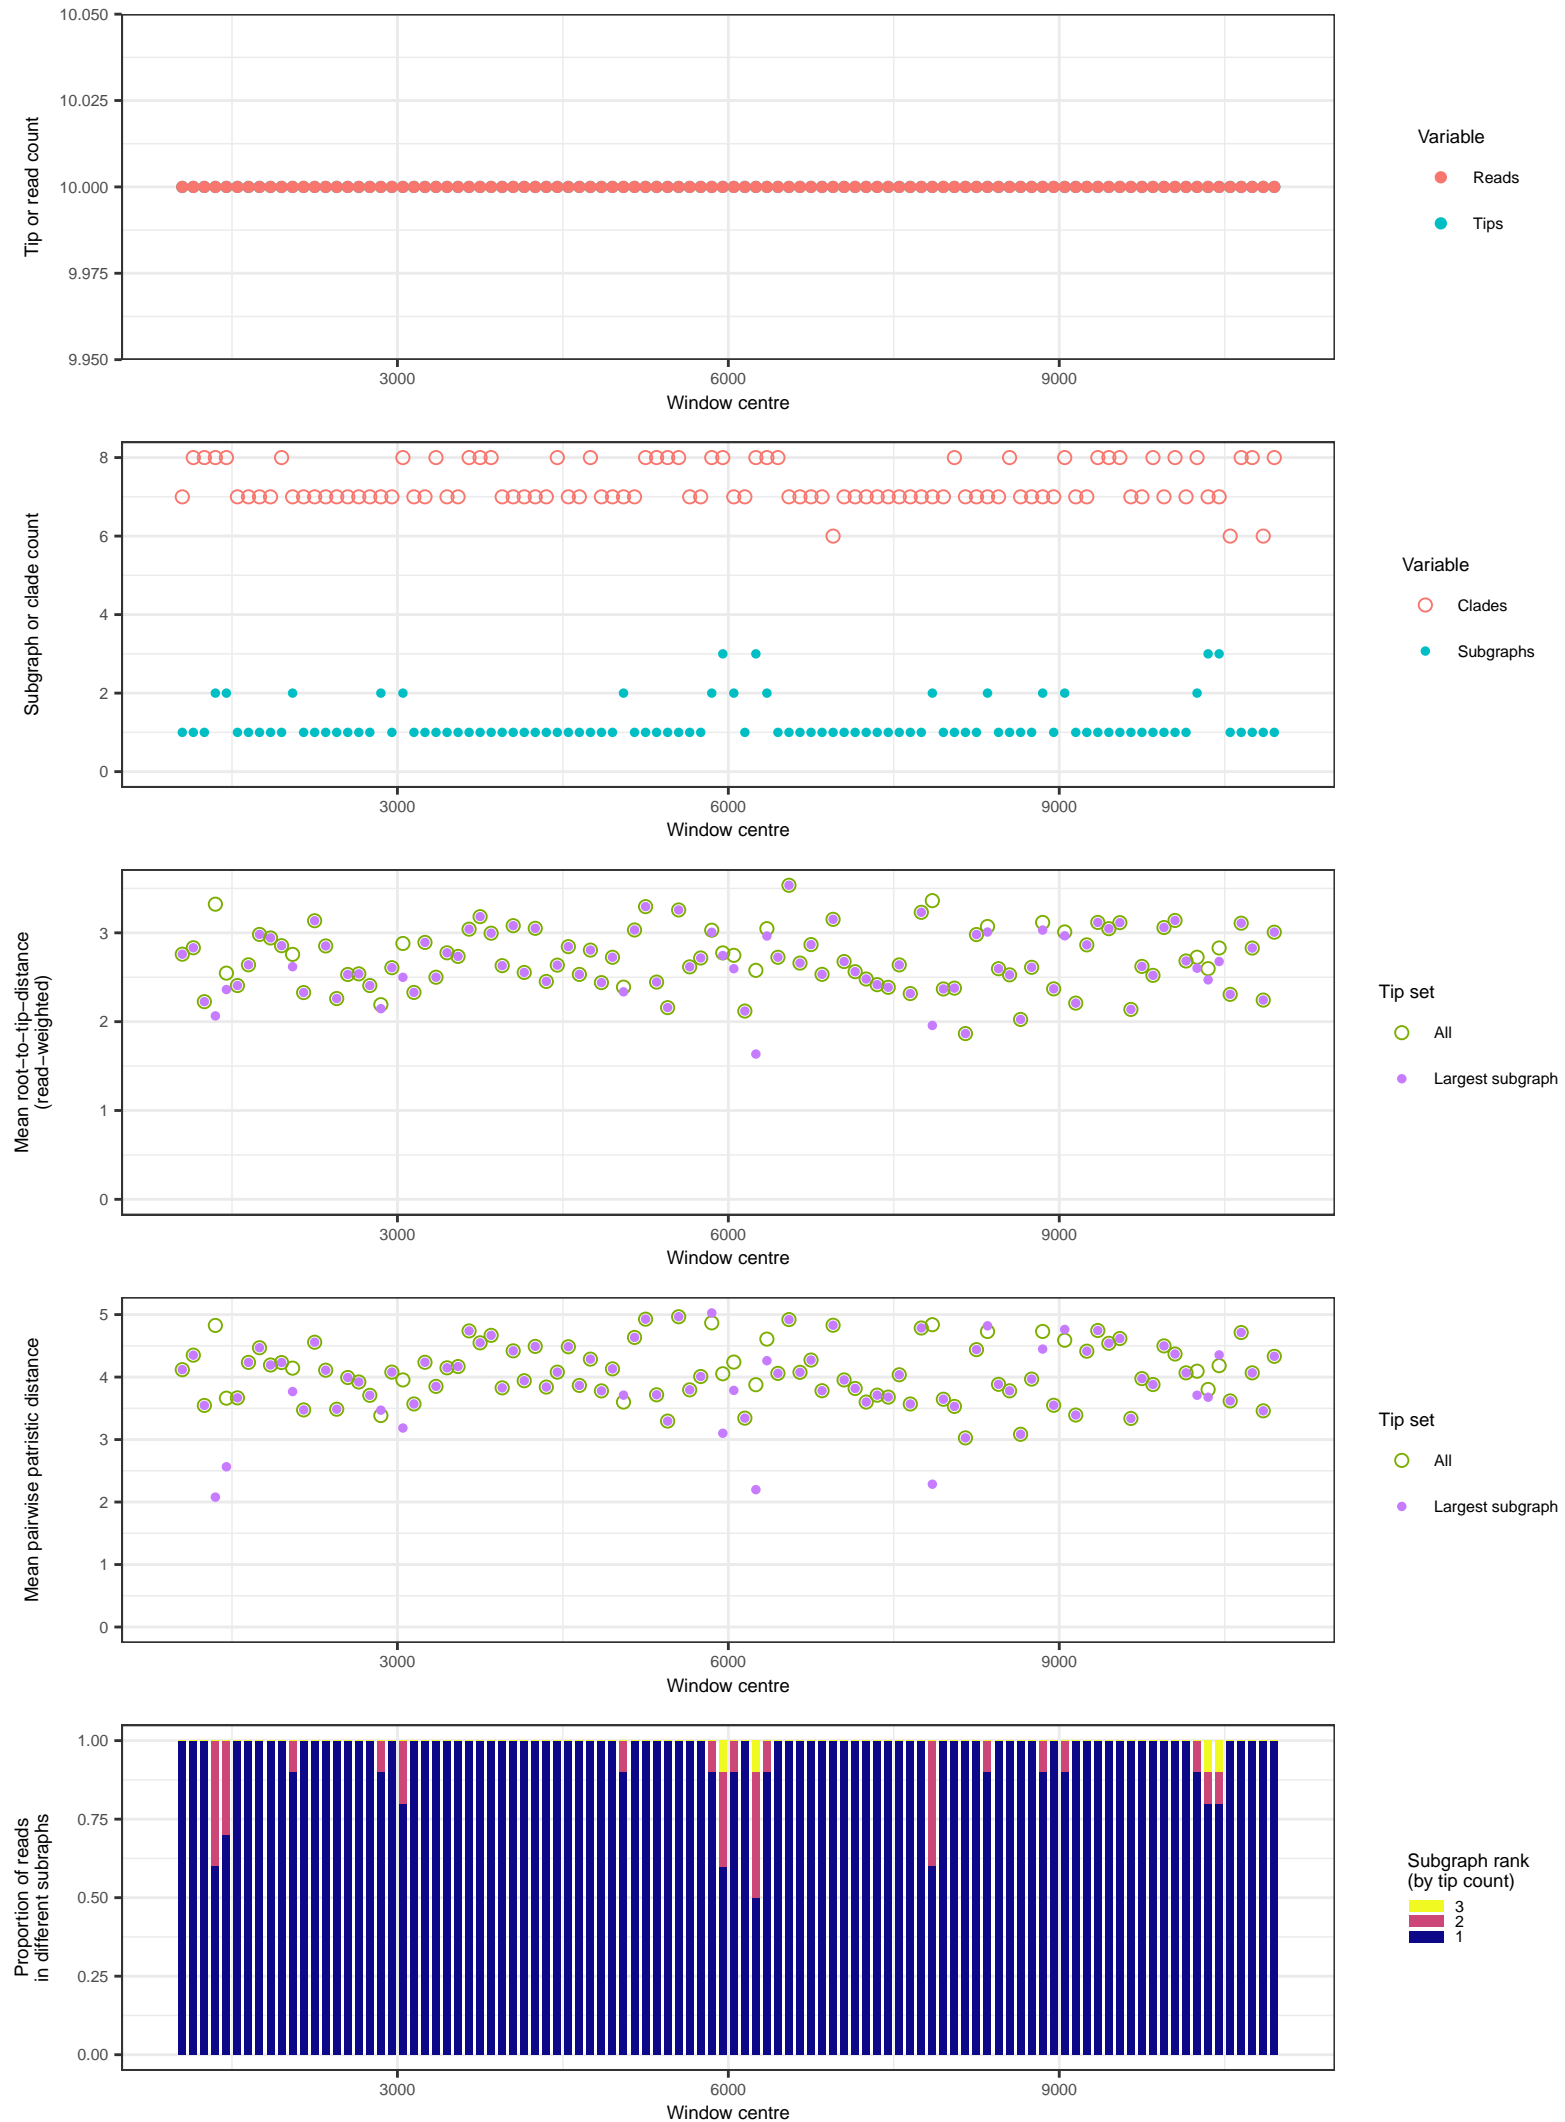 10.050
10.025
10.000
9.975
9.950
Tip or read count
3000
6000
9000
Window centre
Variable
Reads
Tips
8
6
4
2
0
Subgraph or clade count
3000
6000
9000
Window centre
Variable
Clades
Subgraphs
3
2
1
0
Mean root−to−tip−distance
(read−weighted)
3000
6000
9000
Window centre
Tip set
All
Largest subgraph
5
4
3
2
1
0
Mean pairwise patristic distance
3000
6000
9000
Window centre
Tip set
All
Largest subgraph
1.00
0.75
0.50
0.25
0.00
Proportion of reads
in different subraphs
3000
6000
9000
Window centre
Subgraph rank
(by tip count)
3
2
1